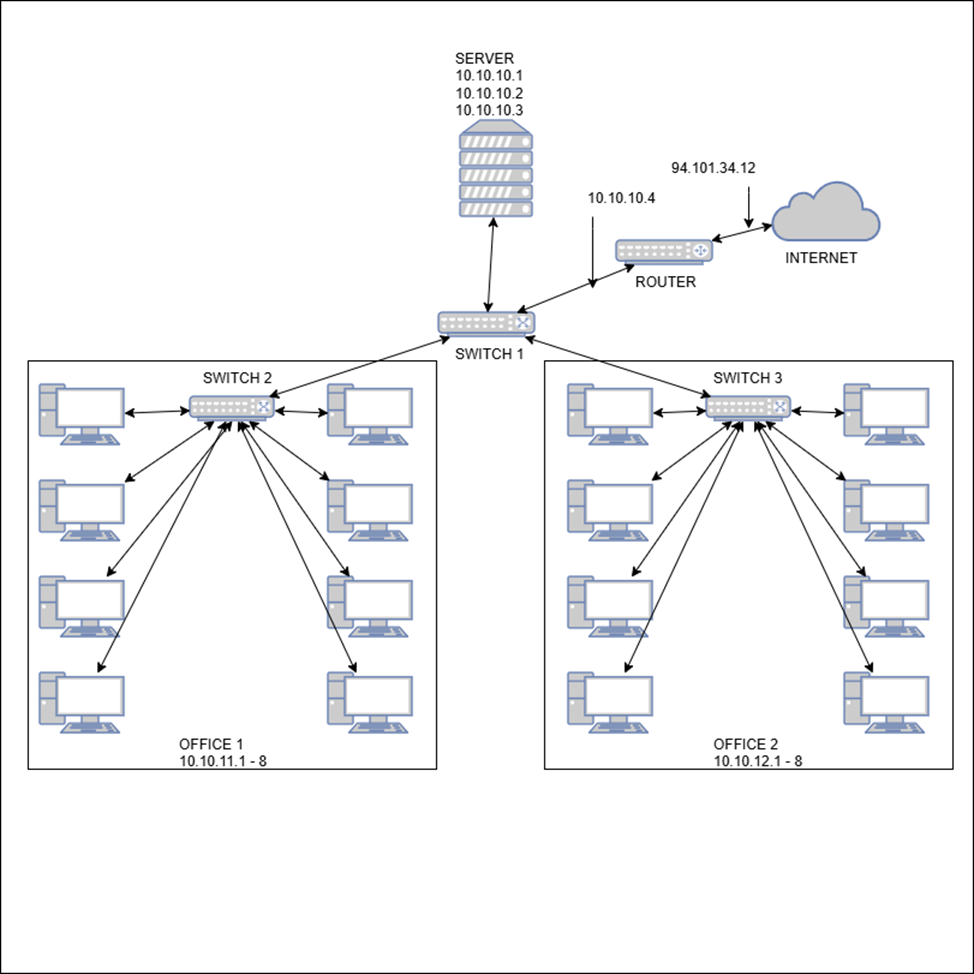 SERVER
10.10.10.1
10.10.10.2
10.10.10.3
94.101.34.12
10.10.10.4
INTERNET
ROUTER
SWITCH 1
SWITCH 2
SWITCH 3
OFFICE 1
10.10.11.1 - 8
OFFICE 2
10.10.12.1 - 8